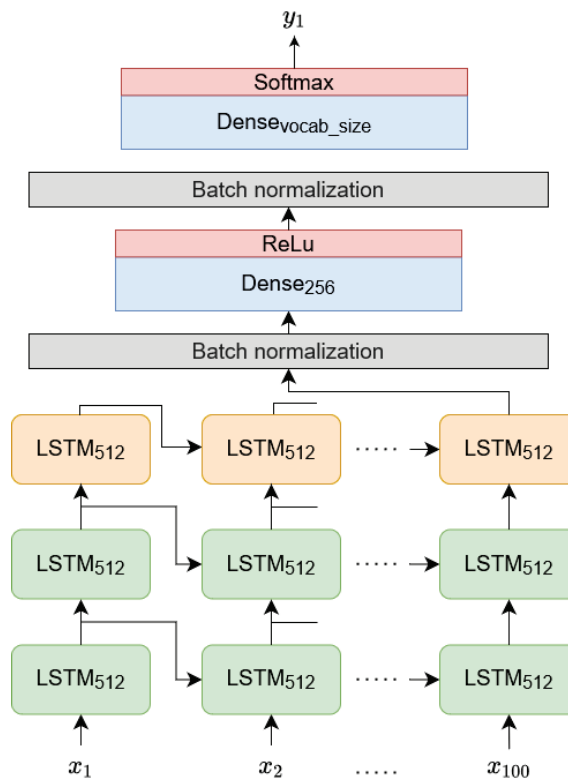 y₁
Softmax
Dense_vocab_size
Batch normalization
ReLu
Dense₂₅₆
Batch normalization
LSTM₅₁₂ LSTM₅₁₂ ..... LSTM₅₁₂
LSTM₅₁₂ LSTM₅₁₂ ..... LSTM₅₁₂
LSTM₅₁₂ LSTM₅₁₂ ..... LSTM₅₁₂
x₁ x₂ ..... x₁₀₀